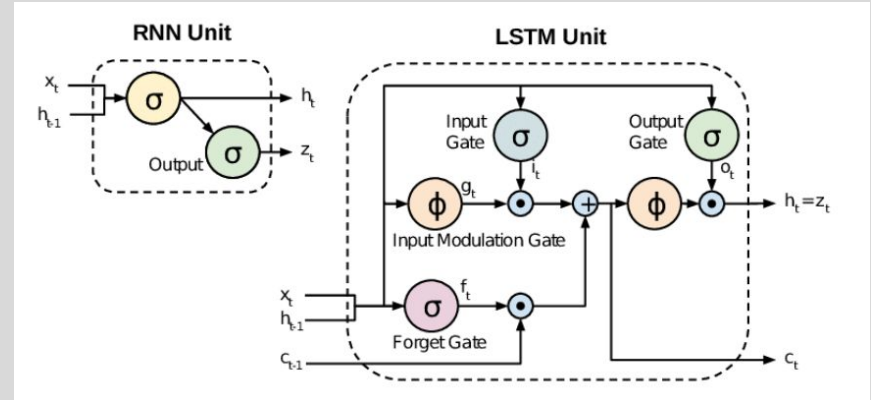 RNN Unit
xₜ
hₜ₋₁
σ
Output
σ
hₜ
zₜ
LSTM Unit
Input
Gate
σ
iₜ
Output
Gate
σ
oₜ
ϕ
gₜ
Input Modulation Gate
+
ϕ
hₜ=zₜ
xₜ
hₜ₋₁
cₜ₋₁
σ
fₜ
Forget Gate
cₜ